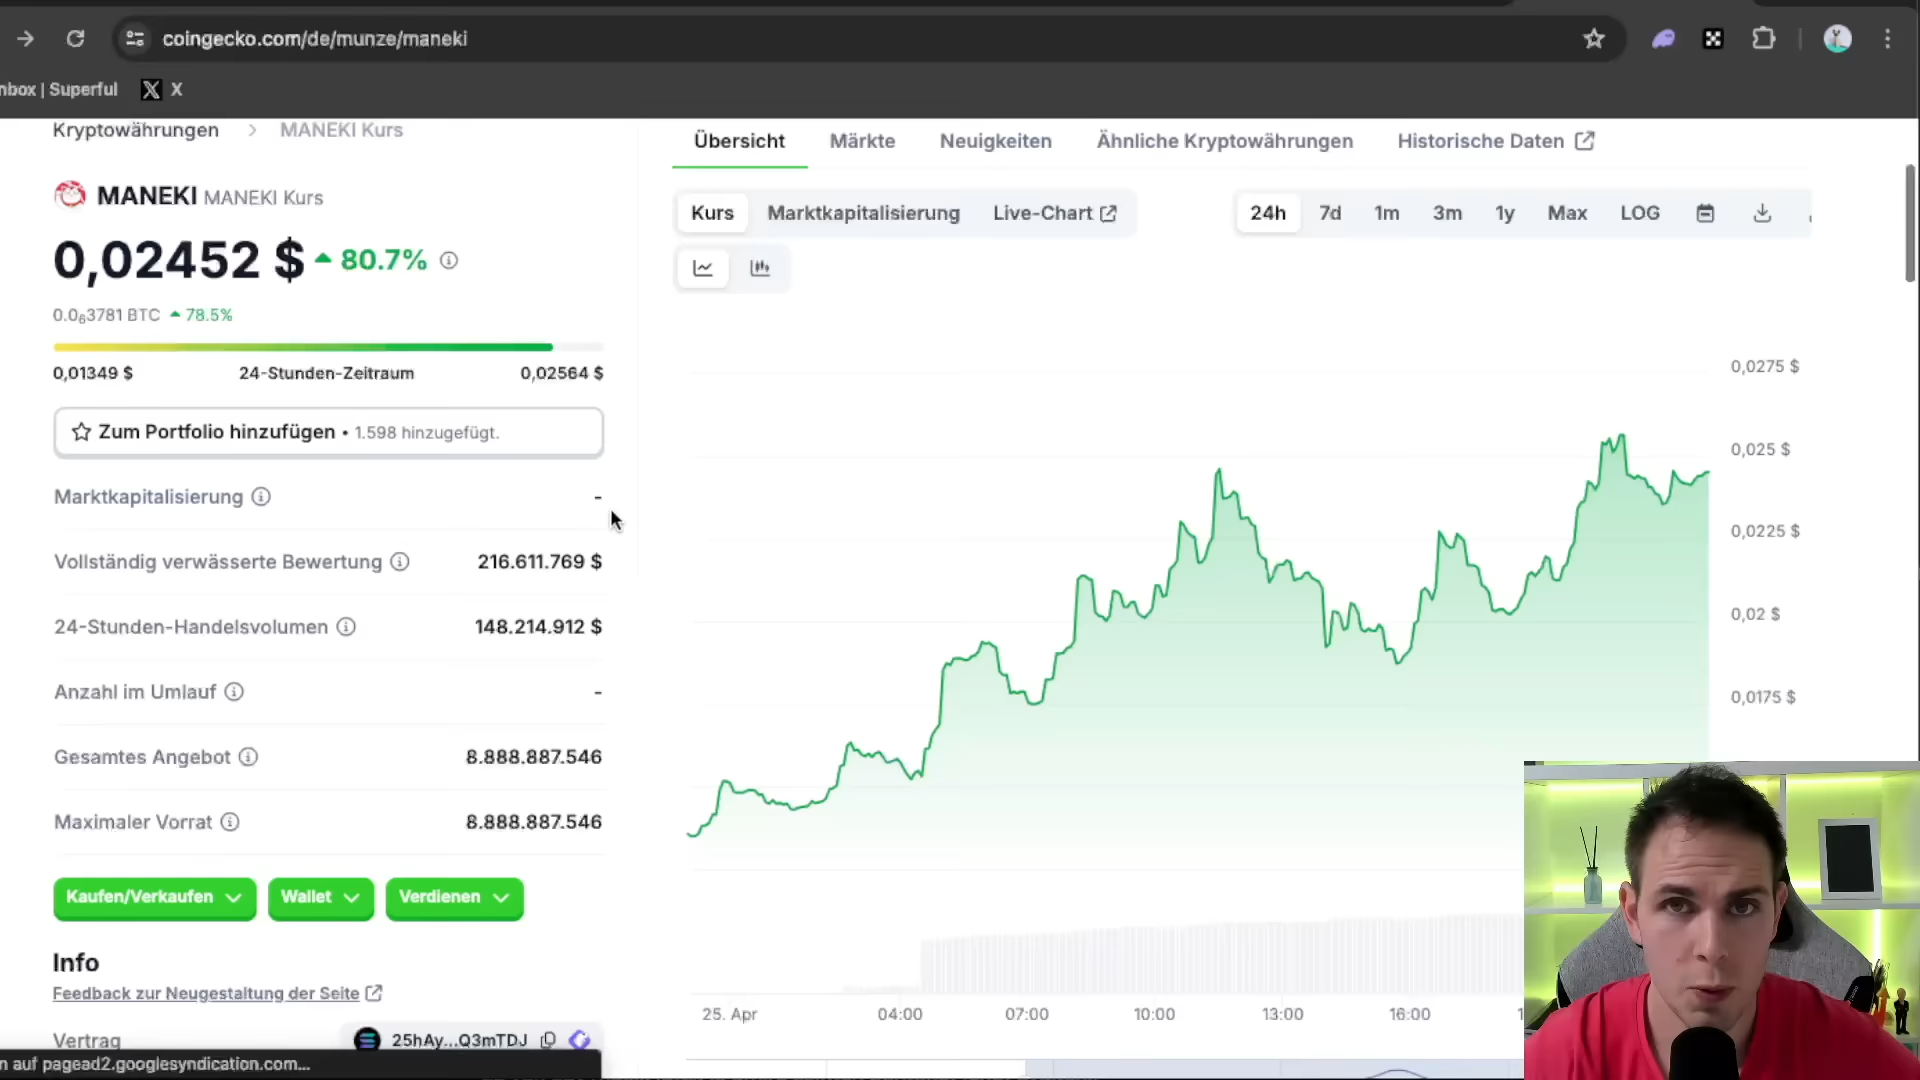 coingecko.com/de/munze/maneki
nbox | Superful X
Kryptowährungen > MANEKI Kurs
MANEKI MANEKI Kurs
0,02452 $ 80.7%
0.0₆3781 BTC 78.5%
0,01349 $ 24-Stunden-Zeitraum 0,02564 $
Zum Portfolio hinzufügen • 1.598 hinzugefügt.
Marktkapitalisierung -
Vollständig verwässerte Bewertung 216.611.769 $
24-Stunden-Handelsvolumen 148.214.912 $
Anzahl im Umlauf -
Gesamtes Angebot 8.888.887.546
Maximaler Vorrat 8.888.887.546
Kaufen/Verkaufen Wallet Verdienen
Info
Feedback zur Neugestaltung der Seite
Vertrag 25hAy...Q3mTDJ
n auf pagead2.googlesyndication.com...
Übersicht Märkte Neuigkeiten Ähnliche Kryptowährungen Historische Daten
Kurs Marktkapitalisierung Live-Chart 24h 7d 1m 3m 1y Max LOG
0,0275 $
0,025 $
0,0225 $
0,02 $
0,0175 $
25. Apr 04:00 07:00 10:00 13:00 16:00 1